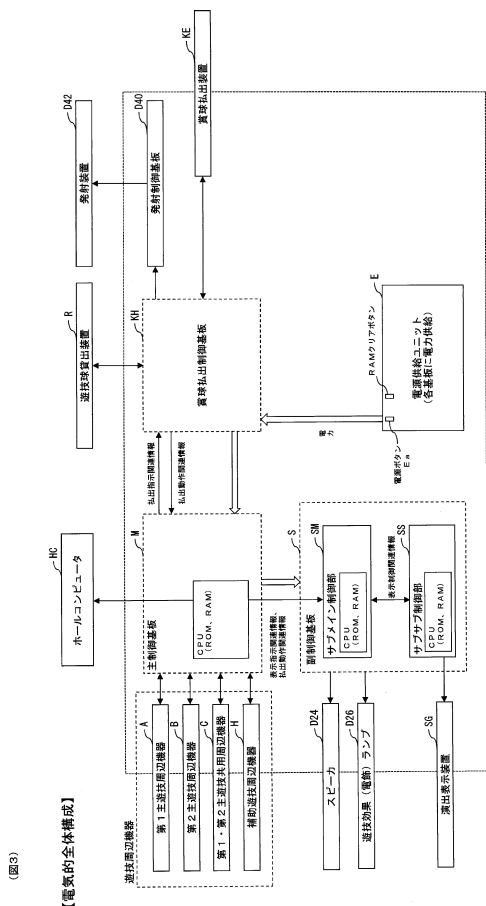 (図3)
【電気的全体構成】
HC
ホールコンピュータ
R
遊技球貸出装置
D42
発射装置
D40
発射制御基板
KE
賞球払出装置
遊技周辺機器
A
第1主遊技周辺機器
B
第2主遊技周辺機器
C
第1・第2主遊技共用周辺機器
H
補助遊技周辺機器
M
主制御基板
CPU
(ROM、RAM)
払出指示関連情報
払出動作関連情報
KH
賞球払出制御基板
表示指示関連情報、
払出動作関連情報
電力
D24
スピーカ
D26
遊技効果(電飾)ランプ
SG
演出表示装置
S
副制御基板
SM
サブメイン制御部
CPU
(ROM、RAM)
表示制御関連情報
SS
サブサブ制御部
CPU
(ROM、RAM)
E
RAMクリアボタン
電源供給ユニット
(各基板に電力供給)
電源ボタン
Ea